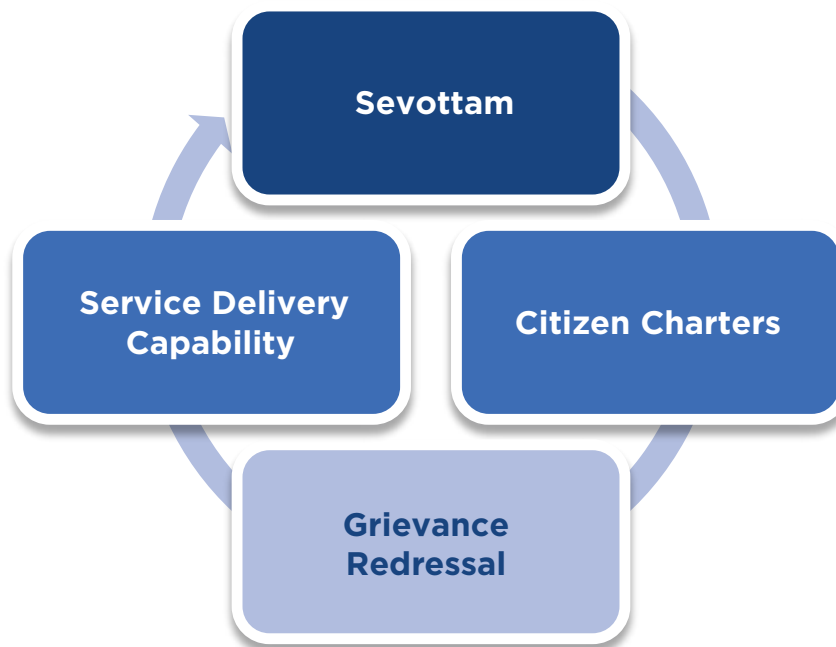 Sevottam
Service Delivery
Capability
Citizen Charters
Grievance
Redressal